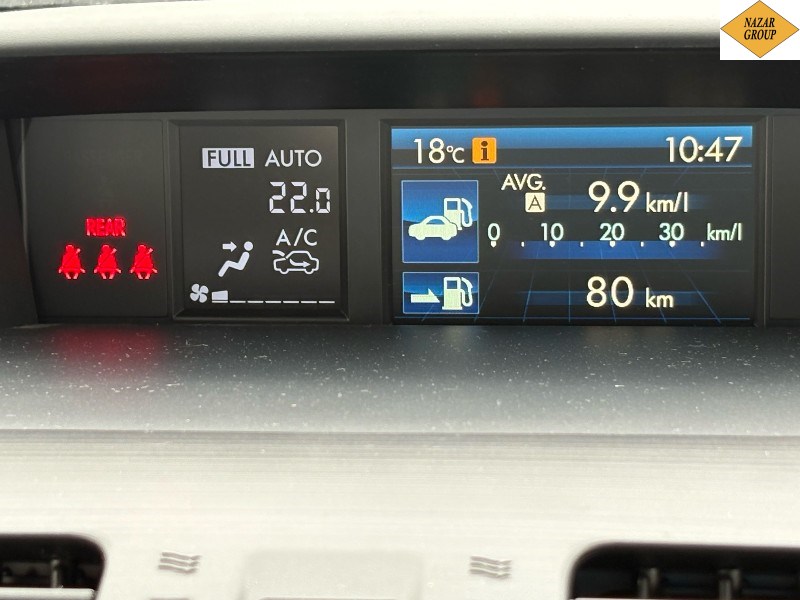 NAZAR
GROUP
REAR
FULL AUTO
22.0
A/C
18°C i 10:47
AVG.
A 9.9 km/l
0 10 20 30 km/l
80 km